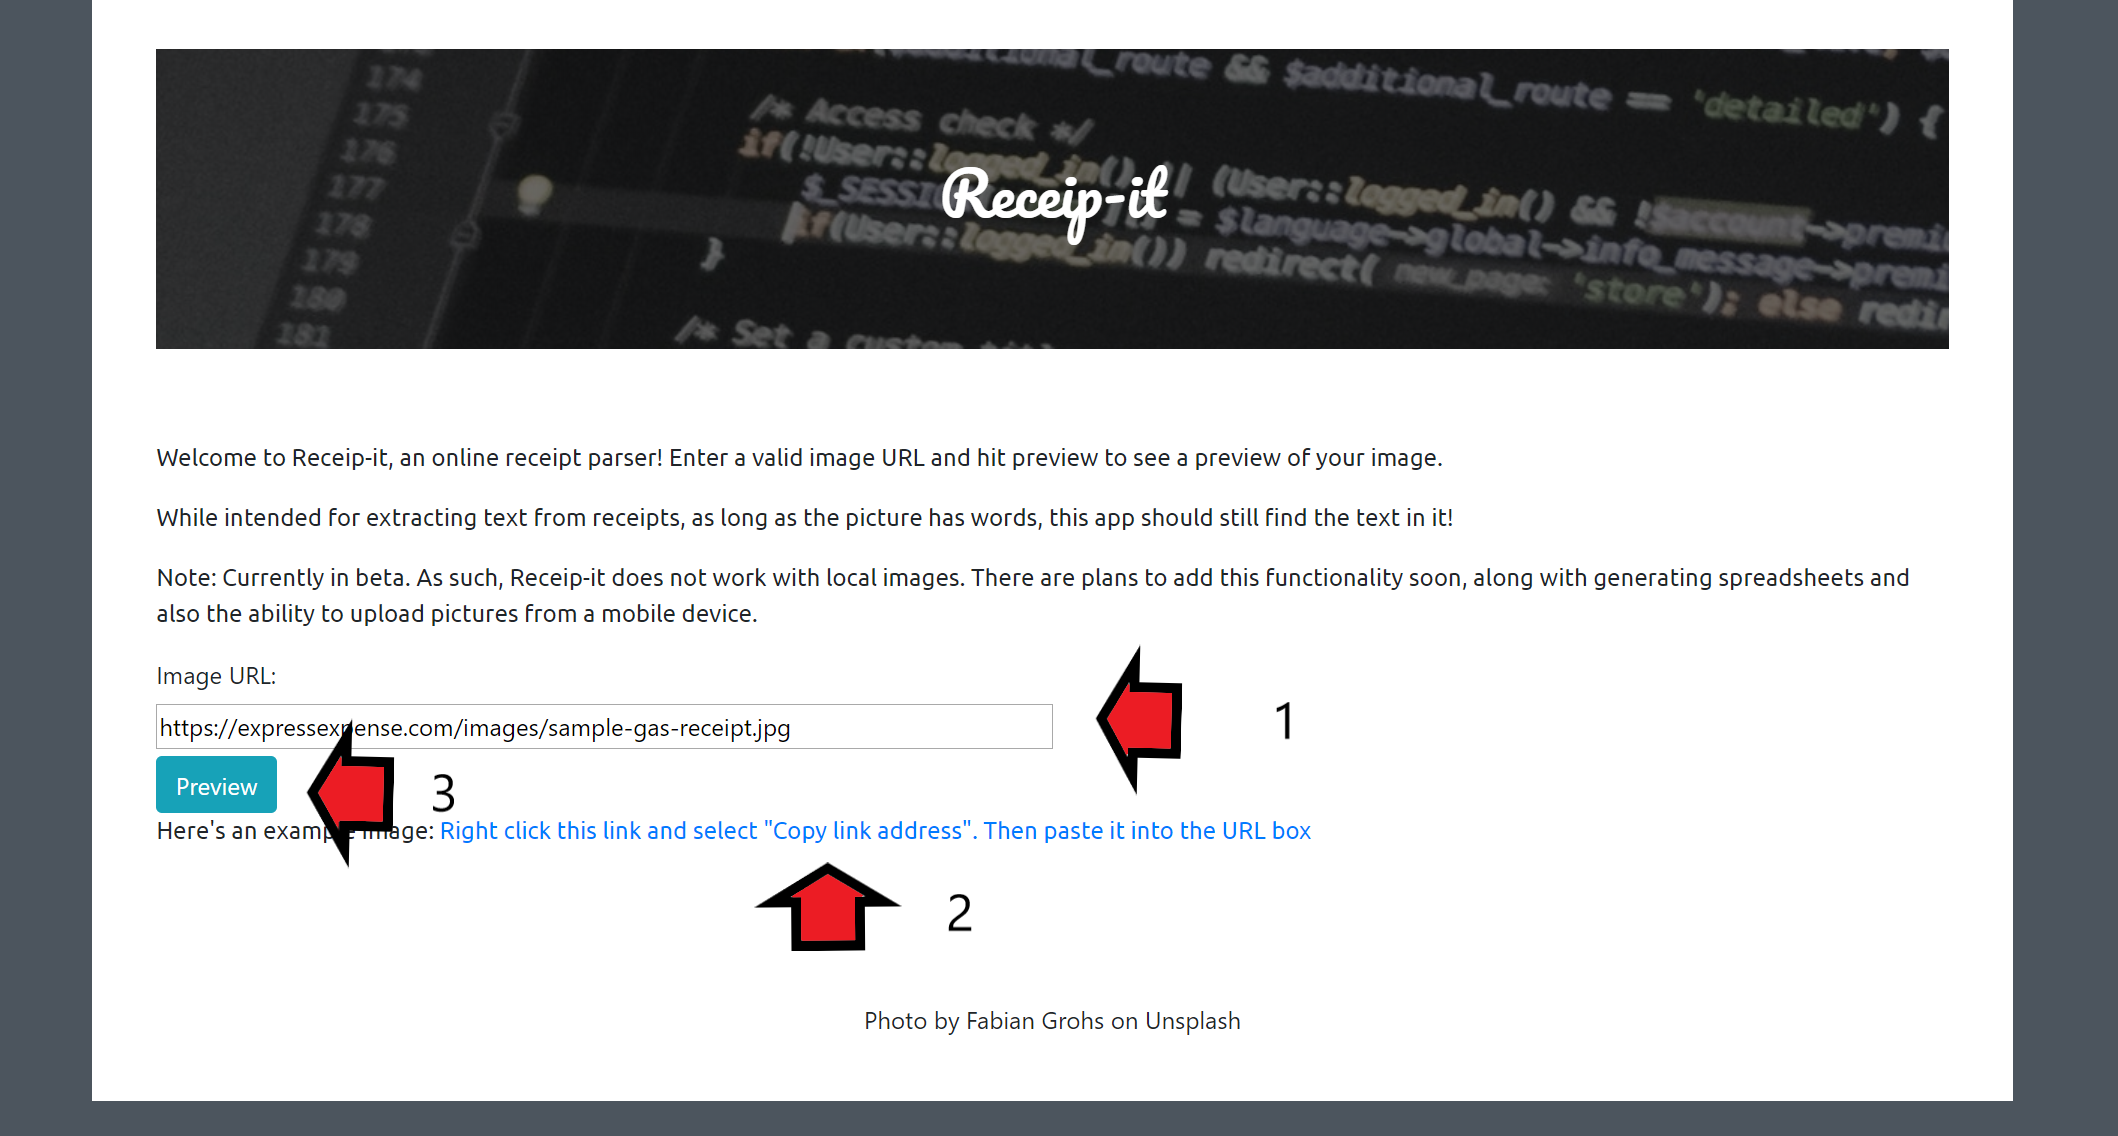 174
175
176
177
178
179
180
181
additional_route && $additional_route == 'detailed') {
/* Access check */
if(!User::logged_in() || (User::logged_in() && !$account->premi
$_SESSI = $language->global->info_message->premi
if(User::logged_in()) redirect( new_page: 'store'); else redir
}
/* Set a custom
Receip-it
Welcome to Receip-it, an online receipt parser! Enter a valid image URL and hit preview to see a preview of your image.
While intended for extracting text from receipts, as long as the picture has words, this app should still find the text in it!
Note: Currently in beta. As such, Receip-it does not work with local images. There are plans to add this functionality soon, along with generating spreadsheets and
also the ability to upload pictures from a mobile device.
Image URL:
https://expressexpense.com/images/sample-gas-receipt.jpg
1
Preview
3
Here's an example image: Right click this link and select "Copy link address". Then paste it into the URL box
2
Photo by Fabian Grohs on Unsplash